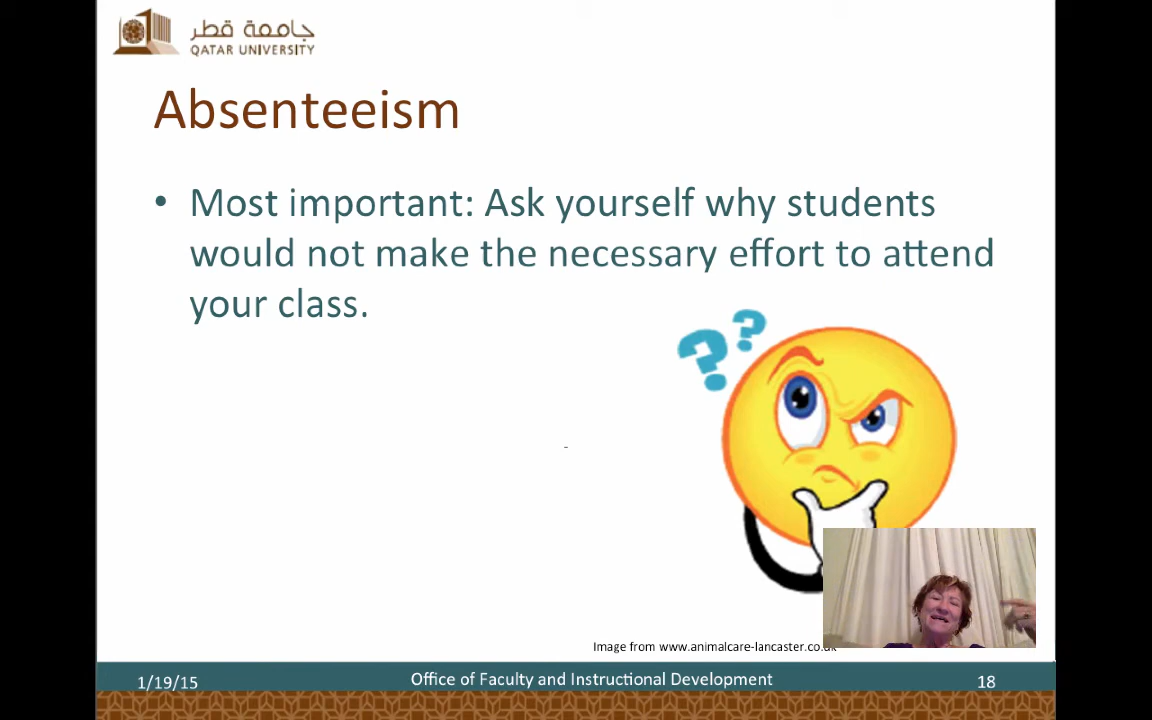 جامعة قطر
QATAR UNIVERSITY
Absenteeism
• Most important: Ask yourself why students
would not make the necessary effort to attend
your class.
??
Image from www.animalcare-lancaster.co.uk
1/19/15
Office of Faculty and Instructional Development
18